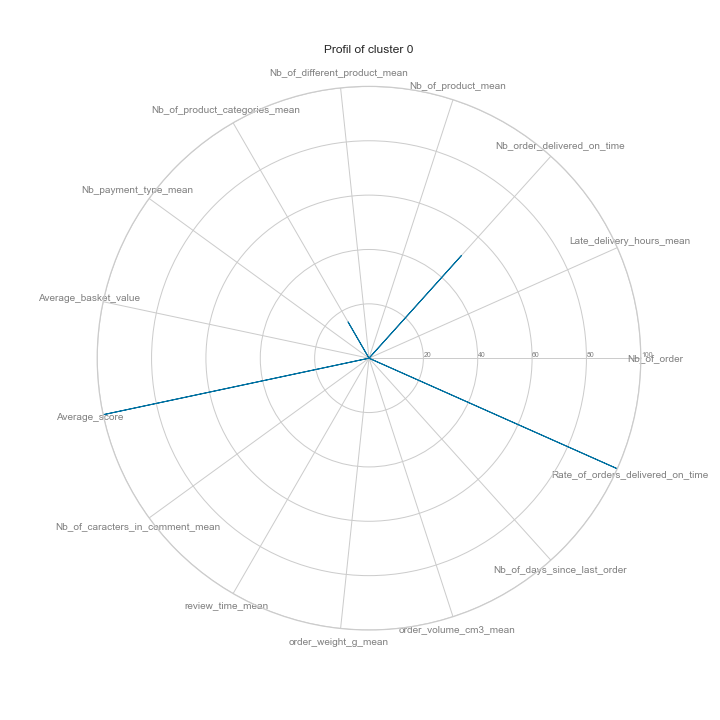 Profil of cluster 0
Nb_of_different_product_mean
Nb_of_product_mean
Nb_of_product_categories_mean
Nb_order_delivered_on_time
Nb_payment_type_mean
Late_delivery_hours_mean
Average_basket_value
20
40
60
80
100
Nb_of_order
Average_score
Rate_of_orders_delivered_on_time
Nb_of_caracters_in_comment_mean
Nb_of_days_since_last_order
review_time_mean
order_volume_cm3_mean
order_weight_g_mean